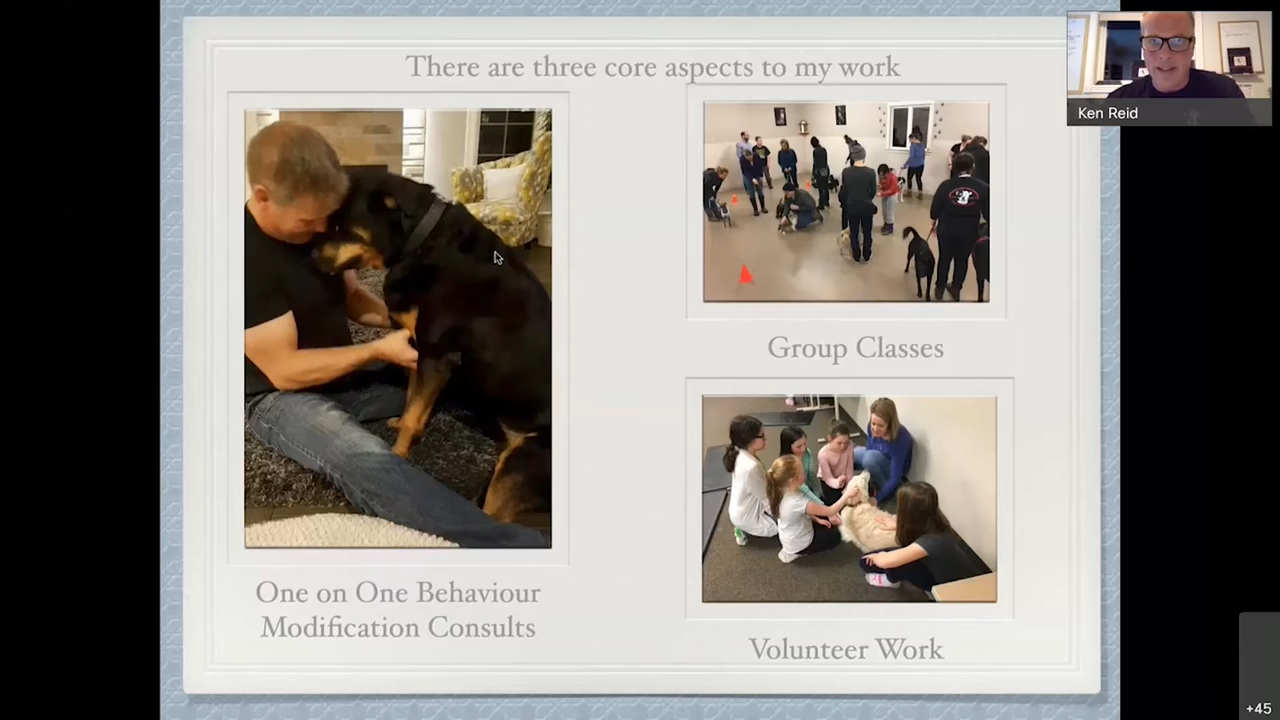 There are three core aspects to my work
Ken Reid
Group Classes
One on One Behaviour
Modification Consults
Volunteer Work
+45